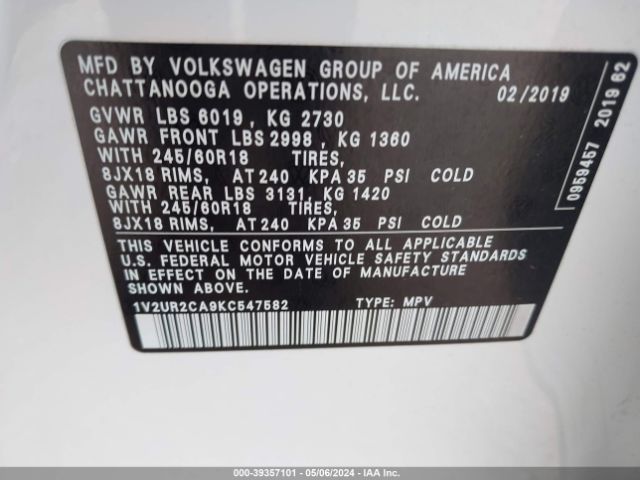 MFD BY VOLKSWAGEN GROUP OF AMERICA
CHATTANOOGA OPERATIONS, LLC. 02/2019
GVWR LBS 6019 , KG 2730
GAWR FRONT LBS 2998 , KG 1360
WITH 245/60R18 TIRES,
8JX18 RIMS, AT 240 KPA 35 PSI COLD
GAWR REAR LBS 3131, KG 1420
WITH 245/60R18 TIRES,
8JX18 RIMS, AT 240 KPA 35 PSI COLD
THIS VEHICLE CONFORMS TO ALL APPLICABLE
U.S. FEDERAL MOTOR VEHICLE SAFETY STANDARDS
IN EFFECT ON THE DATE OF MANUFACTURE
SHOWN ABOVE.
1V2UR2CA9KC547582 TYPE: MPV
0959457 2019 62
000-39357101 - 05/06/2024 - IAA Inc.